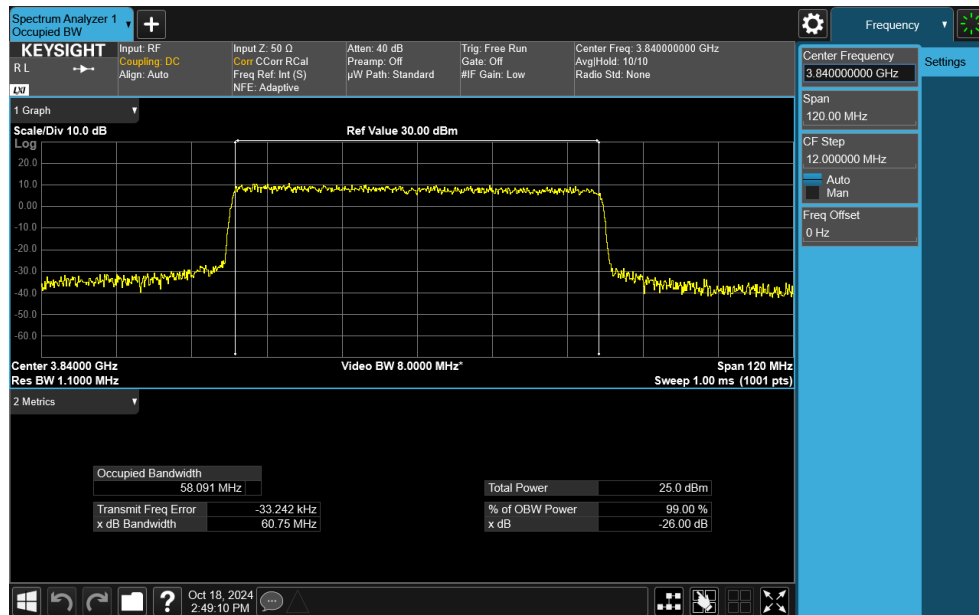 Spectrum Analyzer 1
Occupied BW
+
Frequency
KEYSIGHT
R L
LXI
Input: RF
Coupling: DC
Align: Auto
Input Z: 50 Ω
Corr CCorr RCal
Freq Ref: Int (S)
NFE: Adaptive
Atten: 40 dB
Preamp: Off
µW Path: Standard
Trig: Free Run
Gate: Off
#IF Gain: Low
Center Freq: 3.840000000 GHz
Avg|Hold: 10/10
Radio Std: None
Center Frequency
3.840000000 GHz
Settings
Span
120.00 MHz
CF Step
12.000000 MHz
Auto
Man
Freq Offset
0 Hz
1 Graph
Scale/Div 10.0 dB
Ref Value 30.00 dBm
Log
20.0
10.0
0.00
-10.0
-20.0
-30.0
-40.0
-50.0
-60.0
Center 3.84000 GHz
Video BW 8.0000 MHz*
Span 120 MHz
Res BW 1.1000 MHz
Sweep 1.00 ms (1001 pts)
2 Metrics
Occupied Bandwidth
58.091 MHz
Transmit Freq Error -33.242 kHz
x dB Bandwidth 60.75 MHz
Total Power 25.0 dBm
% of OBW Power 99.00 %
x dB -26.00 dB
?
Oct 18, 2024
2:49:10 PM